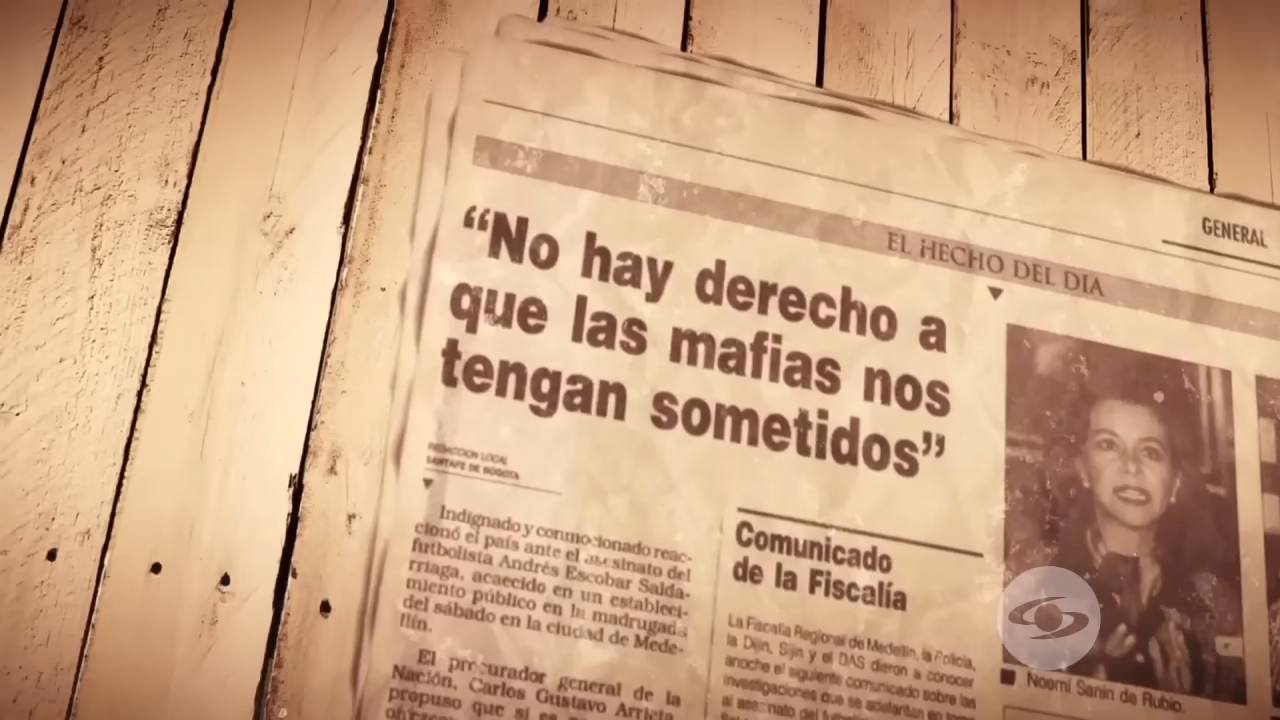 GENERAL
EL HECHO DEL DIA
“No hay derecho a
que las mafias nos
tengan sometidos”
REDACCION LOCAL
SANTAFE DE BOGOTA
Indignado y conmocionado reac-
cionó el país ante el asesinato del
futbolista Andrés Escobar Salda-
rriaga, acaecido en un estableci-
miento público en la madrugada
del sábado en la ciudad de Mede-
llín.
El procurador general de la
Nación, Carlos Gustavo Arrieta,
propuso que si es
Comunicado
de la Fiscalía
La Fiscalía Regional de Medellín, la Policía,
la Dijin, Sijin y el DAS dieron a conocer
anoche el siguiente comunicado sobre las
investigaciones que se adelantan en torno
al asesinato del
Noemí Sanín de Rubio.